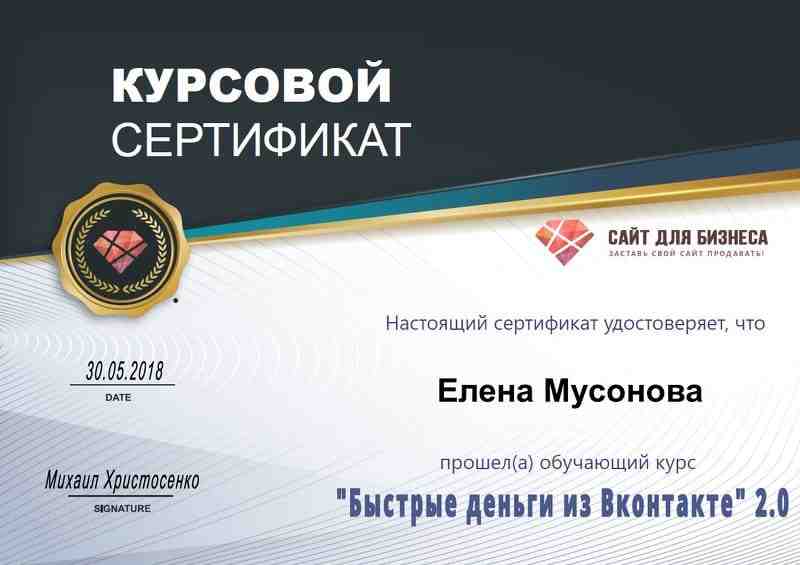 КУРСОВОЙ
СЕРТИФИКАТ
САЙТ ДЛЯ БИЗНЕСА
ЗАСТАВЬ СВОЙ САЙТ ПРОДАВАТЬ!
Настоящий сертификат удостоверяет, что
30.05.2018
DATE
Елена Мусонова
прошел(а) обучающий курс
Михаил Христосенко
SIGNATURE
"Быстрые деньги из Вконтакте" 2.0